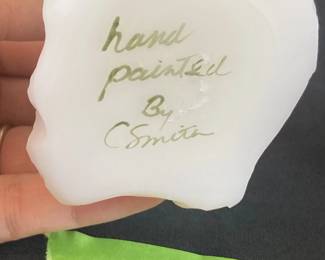 hand
painted
By
C Smith